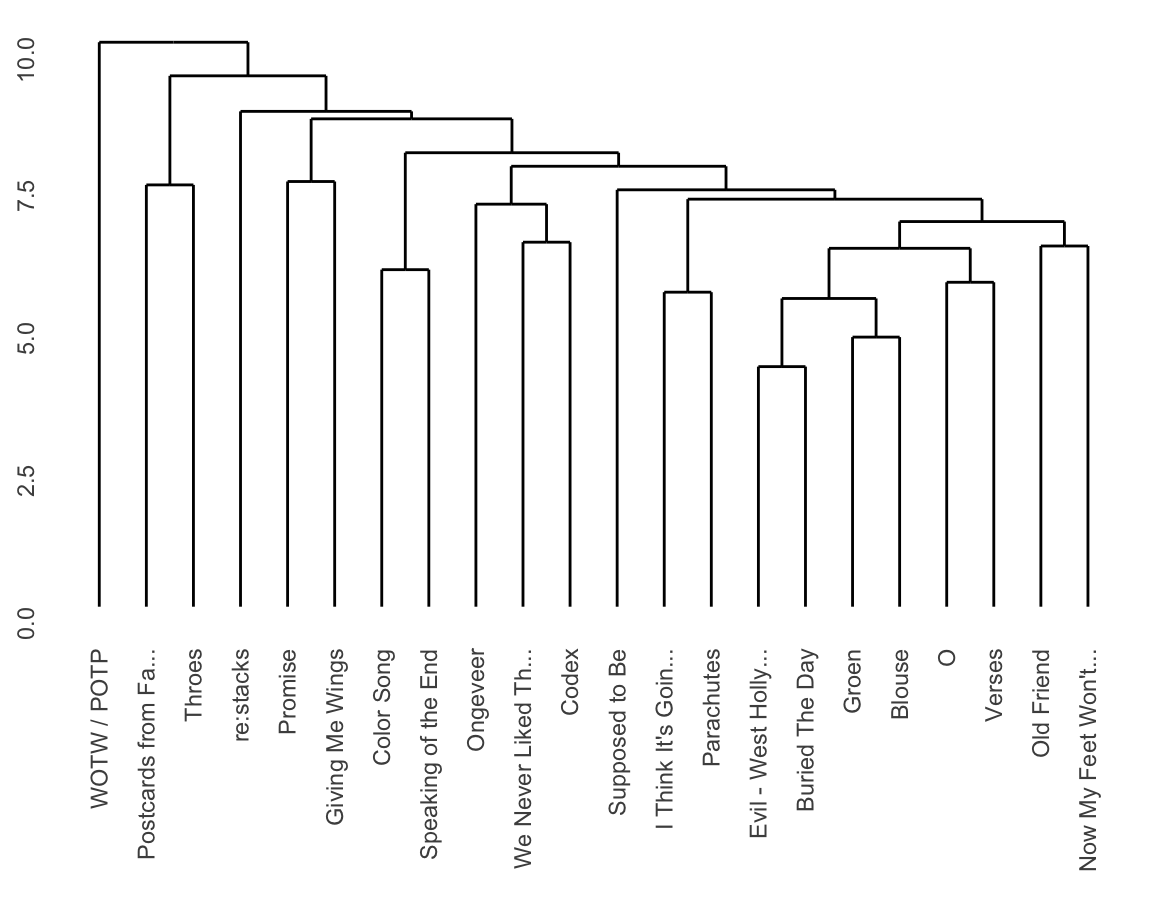 10.0
7.5
5.0
2.5
0.0
WOTW / POTP
Postcards from Fa...
Throes
re:stacks
Promise
Giving Me Wings
Color Song
Speaking of the End
Ongeveer
We Never Liked Th...
Codex
Supposed to Be
I Think It's Goin...
Parachutes
Evil - West Holly...
Buried The Day
Groen
Blouse
O
Verses
Old Friend
Now My Feet Won't...